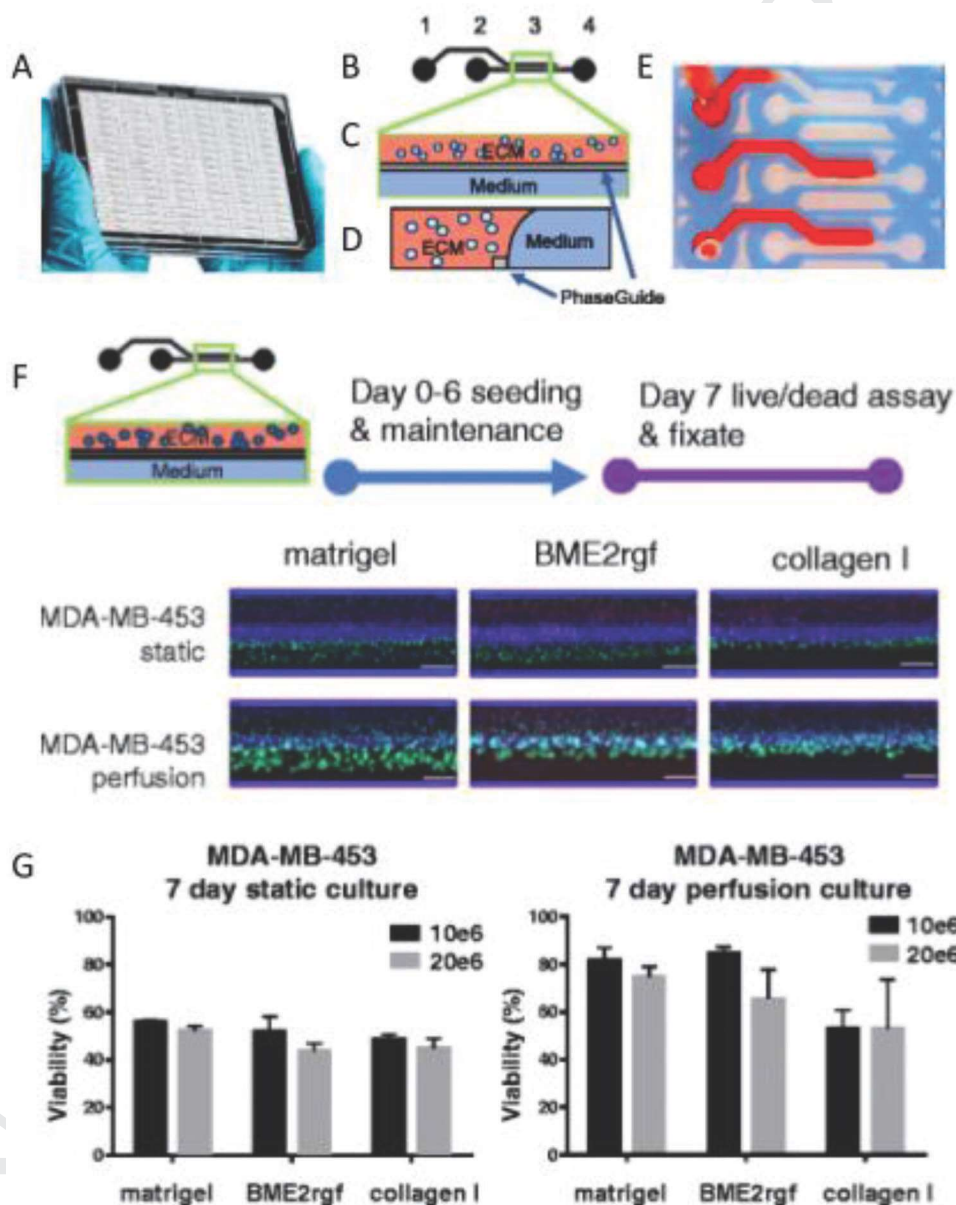 1 2 3 4
A
B
E
C
ECM
Medium
D
ECM
Medium
PhaseGuide
F
ECM
Medium
Day 0-6 seeding
& maintenance
Day 7 live/dead assay
& fixate
matrigel BME2rgf collagen I
MDA-MB-453
static
MDA-MB-453
perfusion
G
MDA-MB-453
7 day static culture
100
80
60
40
20
0
Viability (%)
10e6
20e6
matrigel BME2rgf collagen I
MDA-MB-453
7 day perfusion culture
100
80
60
40
20
0
Viability (%)
10e6
20e6
matrigel BME2rgf collagen I